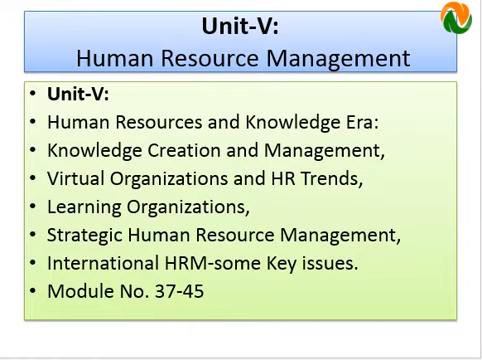 Unit-V:
Human Resource Management
• Unit-V:
• Human Resources and Knowledge Era:
• Knowledge Creation and Management,
• Virtual Organizations and HR Trends,
• Learning Organizations,
• Strategic Human Resource Management,
• International HRM-some Key issues.
• Module No. 37-45